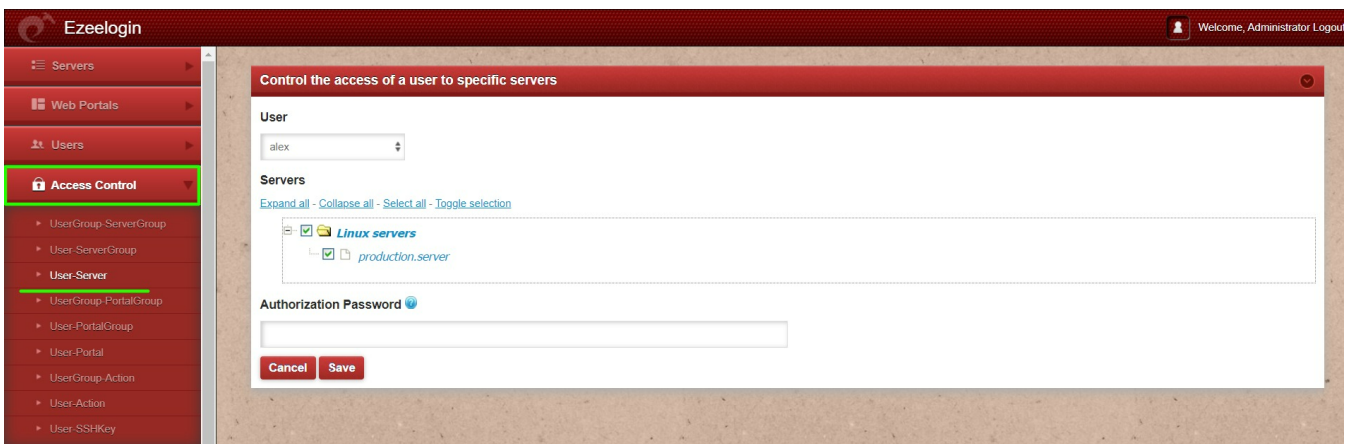 Ezeelogin
Welcome, Administrator Logout
Servers
Web Portals
Users
Access Control
UserGroup-ServerGroup
User-ServerGroup
User-Server
UserGroup-PortalGroup
User-PortalGroup
User-Portal
UserGroup-Action
User-Action
User-SSHKey
Control the access of a user to specific servers
User
alex
Servers
Expand all - Collapse all - Select all - Toggle selection
Linux servers
production.server
Authorization Password
Cancel Save